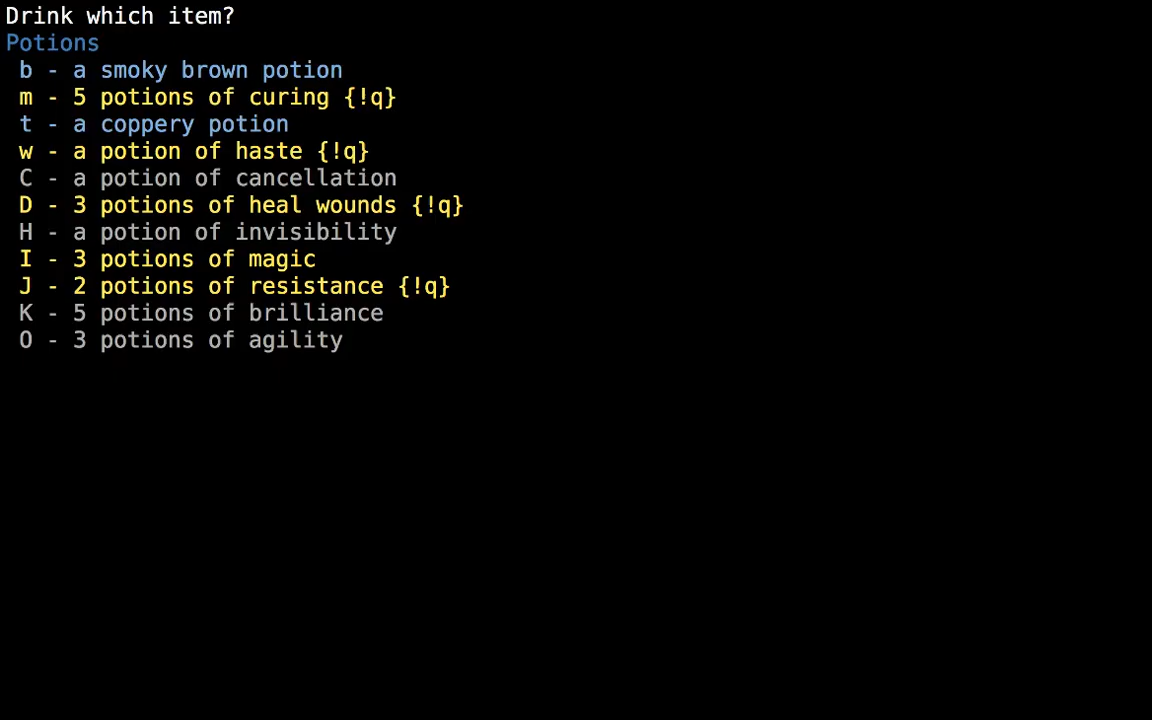 Drink which item?
Potions
b - a smoky brown potion
m - 5 potions of curing {!q}
t - a coppery potion
w - a potion of haste {!q}
C - a potion of cancellation
D - 3 potions of heal wounds {!q}
H - a potion of invisibility
I - 3 potions of magic
J - 2 potions of resistance {!q}
K - 5 potions of brilliance
O - 3 potions of agility